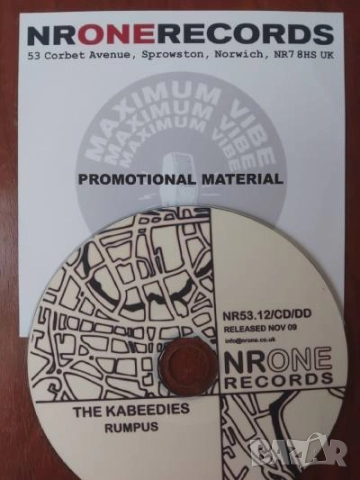 NRONERECORDS
53 Corbet Avenue, Sprowston, Norwich, NR7 8HS UK
MAXIMUM VIBE
MAXIMUM VIBE
MAXIMUM VIBE
PROMOTIONAL MATERIAL
NR53.12/CD/DD
RELEASED NOV 09
info@nrone.co.uk
NRONE
RECORDS
THE KABEEDIES
RUMPUS
BAZAR